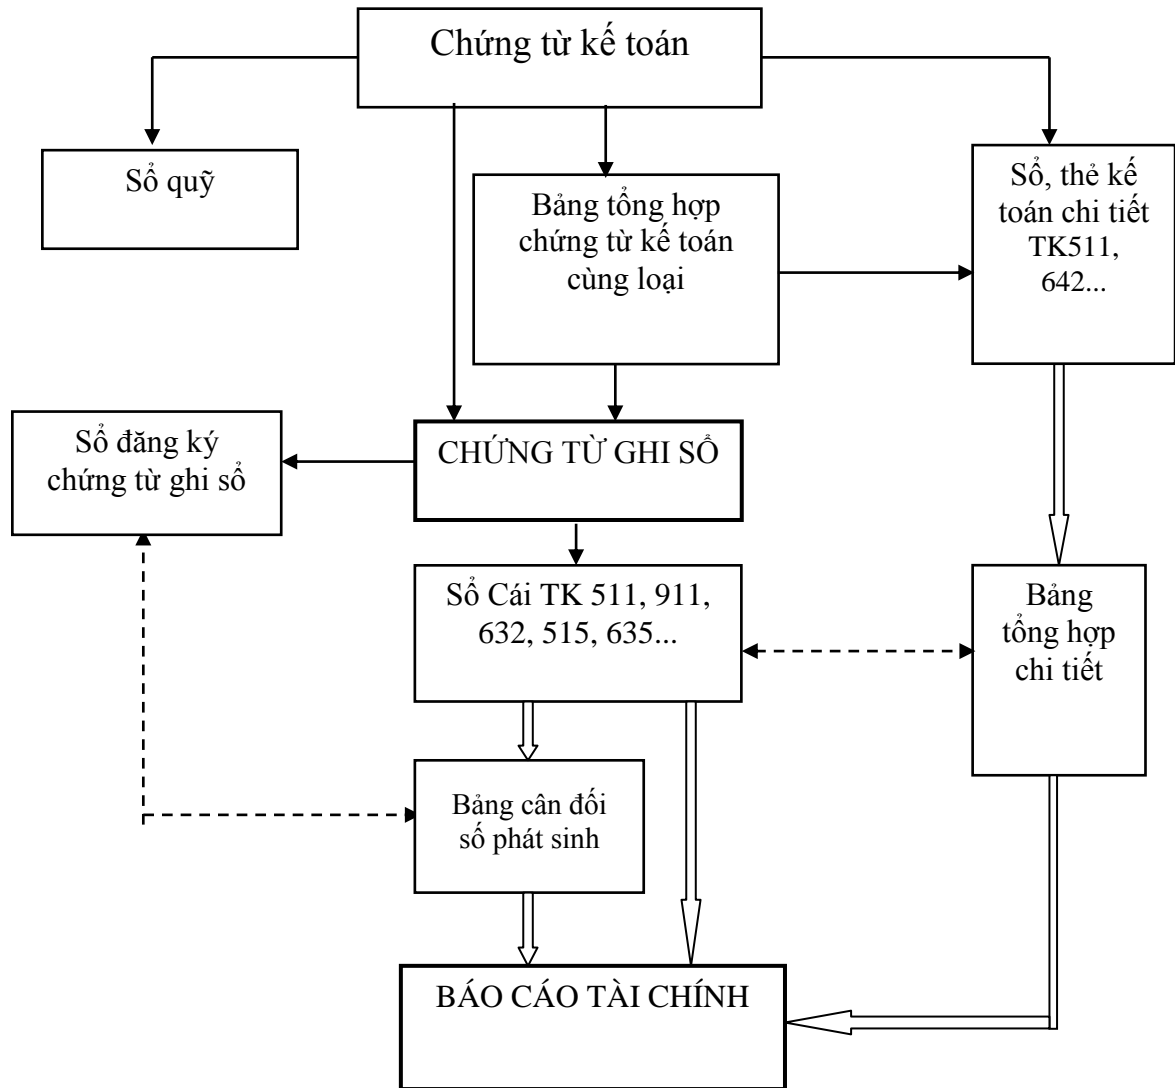 Chứng từ kế toán
Sổ quỹ
Bảng tổng hợp
chứng từ kế toán
cùng loại
Sổ, thẻ kế
toán chi tiết
TK511,
642...
Sổ đăng ký
chứng từ ghi sổ
CHỨNG TỪ GHI SỔ
Sổ Cái TK 511, 911,
632, 515, 635...
Bảng
tổng hợp
chi tiết
Bảng cân đối
số phát sinh
BÁO CÁO TÀI CHÍNH